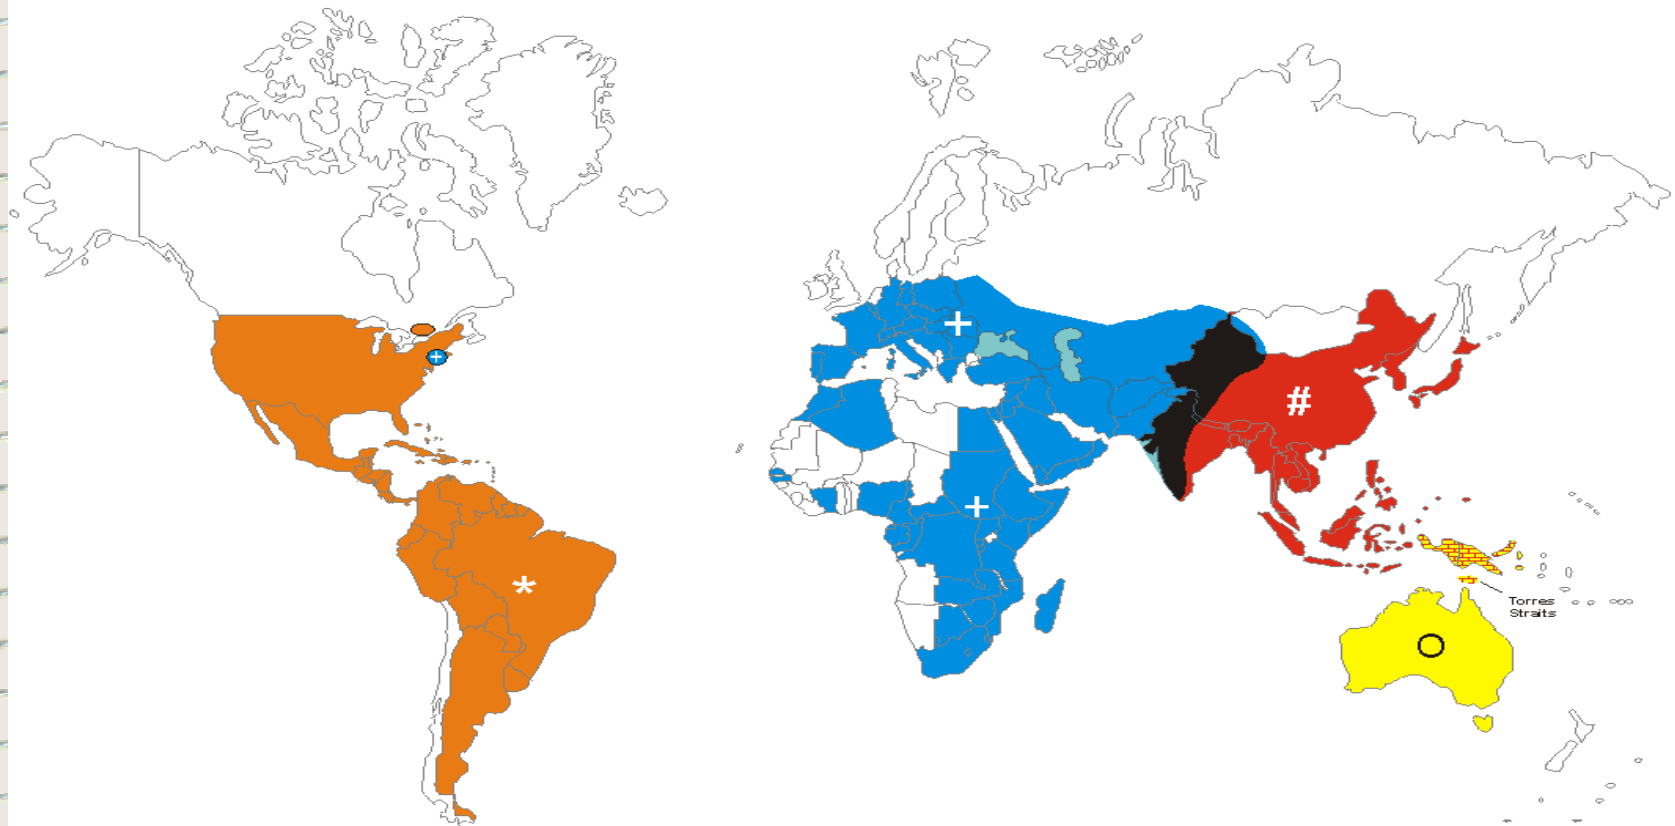 +
+
#
*
Torres
Straits